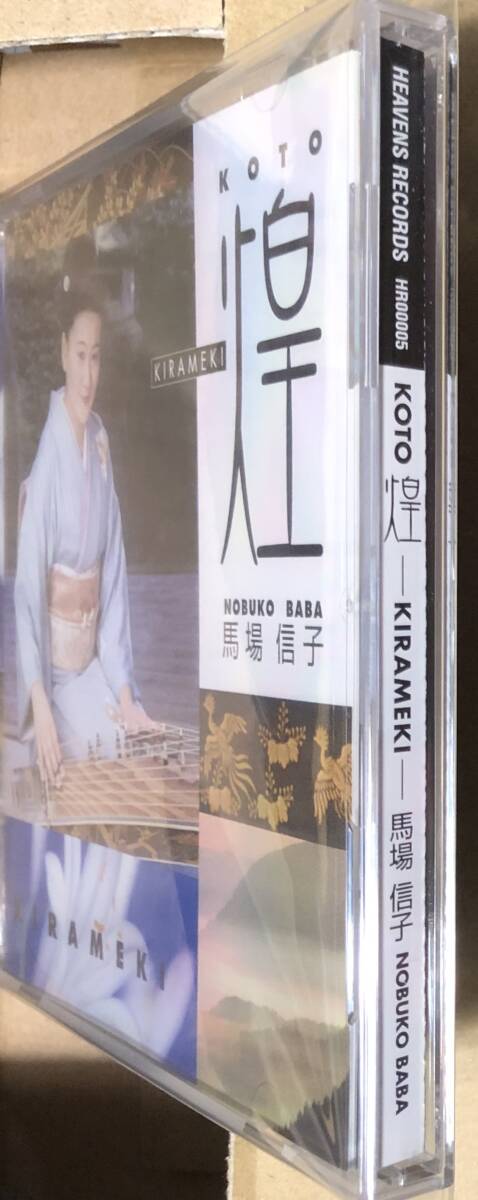 KOTO
煌
KIRAMEKI
NOBUKO BABA
馬場 信子
KIRAMEKI
HEAVENS RECORDS HR00005 KOTO 煌 —KIRAMEKI— 馬場 信子 NOBUKO BABA